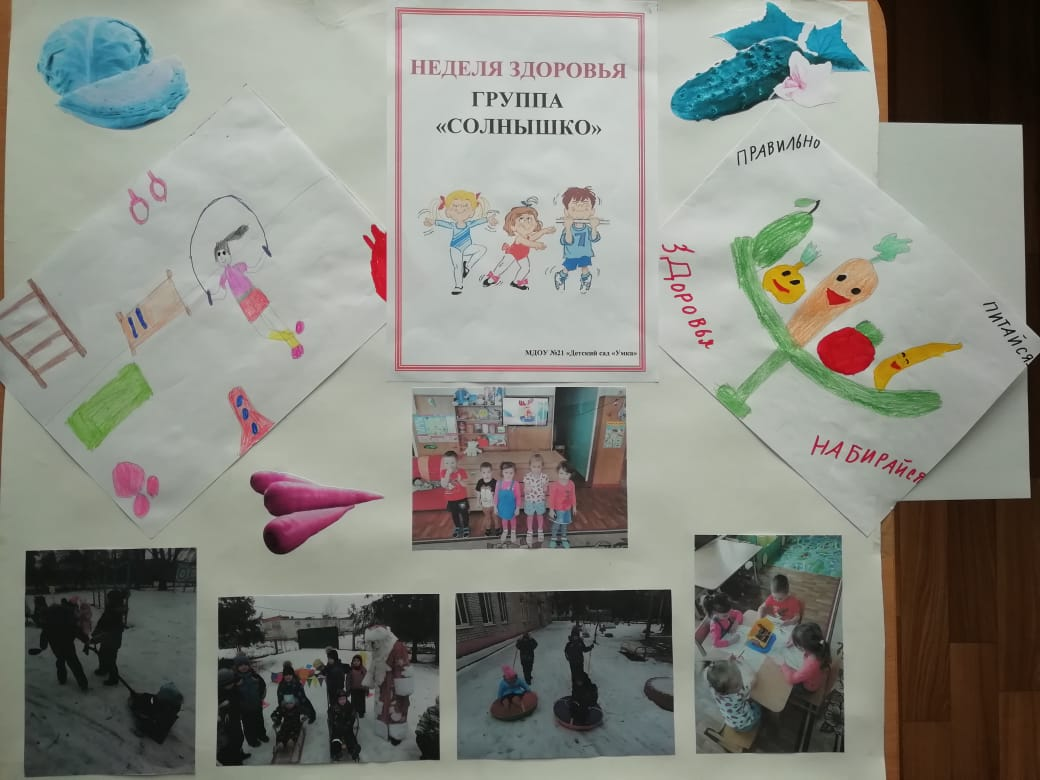 НЕДЕЛЯ ЗДОРОВЬЯ
ГРУППА
«СОЛНЫШКО»
МДОУ №21 «Детский сад «Умка»
ПРАВИЛЬНО
ПИТАЙСЯ
ЗДОРОВЬЯ
НАБИРАЙСЯ